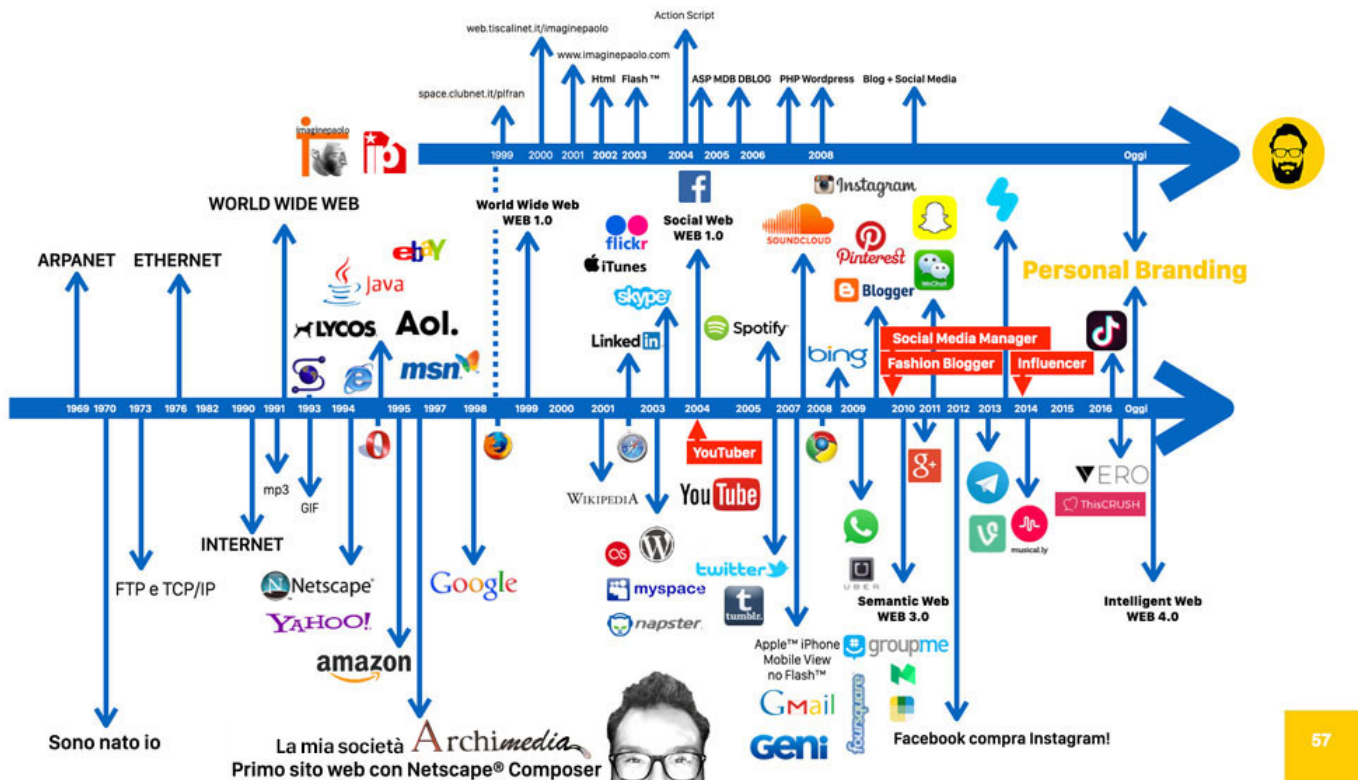 Action Script
web.tiscalinet.it/imaginepaolo
www.imaginepaolo.com
Html Flash ™ ASP MDB DBLOG PHP Wordpress Blog + Social Media
space.clubnet.it/plfran
imaginepaolo
1999 2000 2001 2002 2003 2004 2005 2006 2008 Oggi
WORLD WIDE WEB
World Wide Web
WEB 1.0
Social Web
WEB 1.0
ARPANET
ETHERNET
Java
ebay
LYCOS
Aol.
msn
flickr
iTunes
skype
Linked in
Spotify
SOUNDCLOUD
Instagram
Pinterest
Blogger
WeChat
bing
Personal Branding
Social Media Manager
Fashion Blogger
Influencer
1969 1970 1973 1976 1982 1990 1991 1993 1994 1995 1997 1998 1999 2000 2001 2003 2004 2005 2007 2008 2009 2010 2011 2012 2013 2014 2015 2016 Oggi
YouTuber
mp3
GIF
INTERNET
FTP e TCP/IP
Netscape
YAHOO!
amazon
Google
WIKIPEDIA
You Tube
myspace
napster
twitter
tumblr.
g+
UBER
VERO
ThisCRUSH
musical.ly
Semantic Web
WEB 3.0
Intelligent Web
WEB 4.0
Apple™ iPhone
Mobile View
no Flash™
Gmail
Geni
groupme
foursquare
Sono nato io
La mia società Archimedia
Primo sito web con Netscape® Composer
Facebook compra Instagram!
57